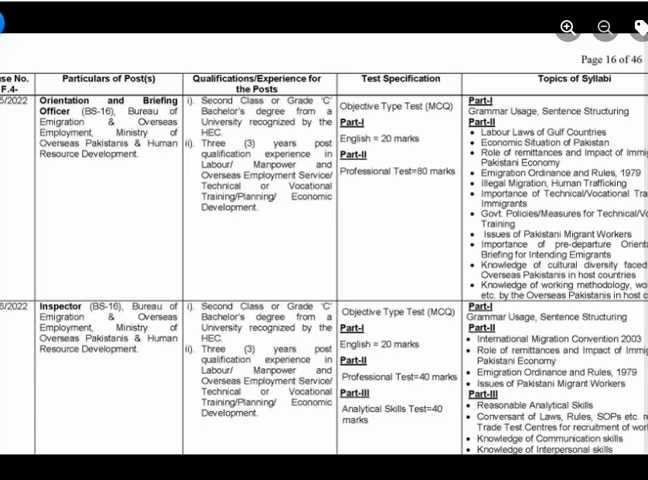 Page 16 of 46
se No.
F.4-
Particulars of Post(s)
Qualifications/Experience for
the Posts
Test Specification
Topics of Syllabi
5/2022
Orientation and Briefing
Officer (BS-16), Bureau of
Emigration & Overseas
Employment, Ministry of
Overseas Pakistanis & Human
Resource Development.
i). Second Class or Grade 'C'
Bachelor's degree from a
University recognized by the
HEC.
ii). Three (3) years post
qualification experience in
Labour/ Manpower and
Overseas Employment Service/
Technical or Vocational
Training/Planning/ Economic
Development.
Objective Type Test (MCQ)
Part-I
English = 20 marks
Part-II
Professional Test=80 marks
Part-I
Grammar Usage, Sentence Structuring
Part-II
• Labour Laws of Gulf Countries
• Economic Situation of Pakistan
• Role of remittances and Impact of Immig
Pakistani Economy
• Emigration Ordinance and Rules, 1979
• Illegal Migration, Human Trafficking
• Importance of Technical/Vocational Tra
Immigrants
• Govt. Policies/Measures for Technical/Vo
Training
• Issues of Pakistani Migrant Workers
• Importance of pre-departure Orient
Briefing for Intending Emigrants
• Knowledge of cultural diversity faced
Overseas Pakistanis in host countries
• Knowledge of working methodology, wo
etc. by the Overseas Pakistanis in host c
6/2022
Inspector (BS-16), Bureau of
Emigration & Overseas
Employment, Ministry of
Overseas Pakistanis & Human
Resource Development.
i). Second Class or Grade 'C'
Bachelor's degree from a
University recognized by the
HEC.
ii). Three (3) years post
qualification experience in
Labour/ Manpower and
Overseas Employment Service/
Technical or Vocational
Training/Planning/ Economic
Development.
Objective Type Test (MCQ)
Part-I
English = 20 marks
Part-II
Professional Test=40 marks
Part-III
Analytical Skills Test=40
marks
Part-I
Grammar Usage, Sentence Structuring
Part-II
• International Migration Convention 2003
• Role of remittances and Impact of Immig
Pakistani Economy
• Emigration Ordinance and Rules, 1979
• Issues of Pakistani Migrant Workers
Part-III
• Reasonable Analytical Skills
• Conversant of Laws, Rules, SOPs etc. re
Trade Test Centres for recruitment of wor
• Knowledge of Communication skills
• Knowledge of Interpersonal skills